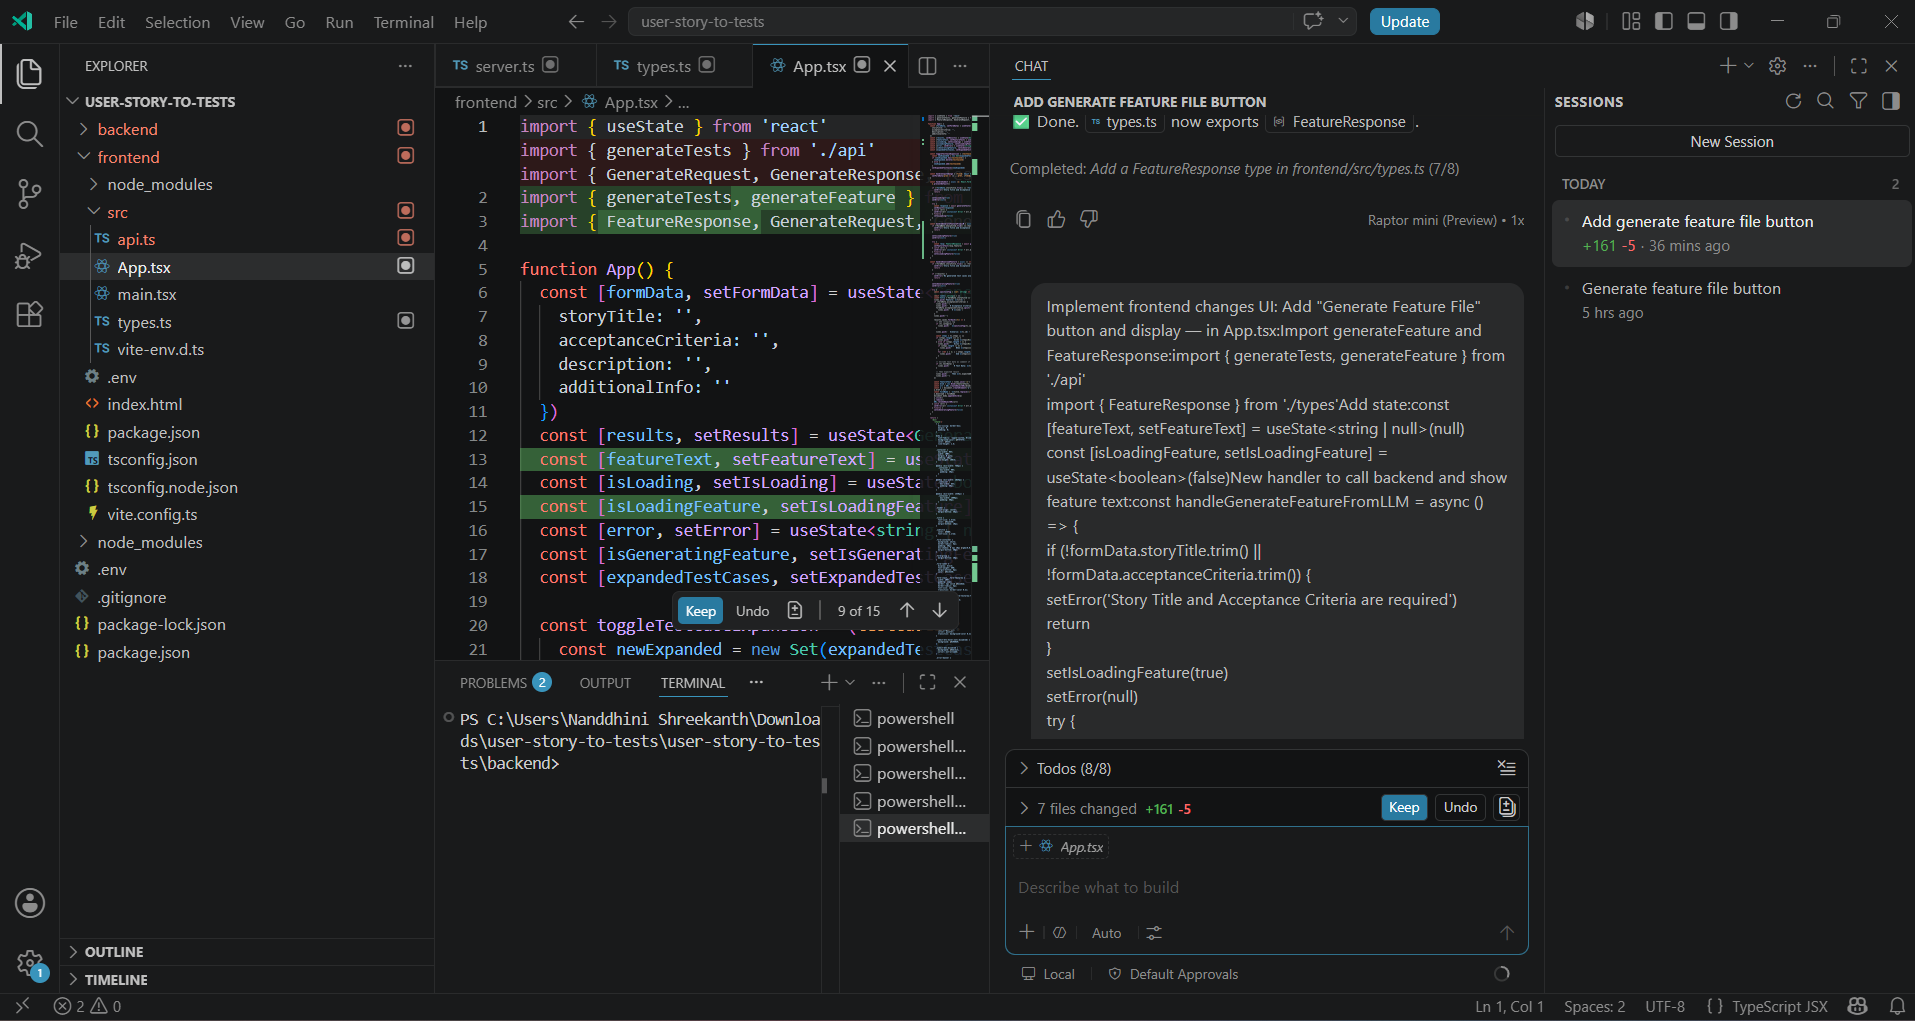 File Edit Selection View Go Run Terminal Help
user-story-to-tests
Update
EXPLORER
USER-STORY-TO-TESTS
backend
frontend
node_modules
src
TS api.ts
App.tsx
main.tsx
TS types.ts
TS vite-env.d.ts
.env
index.html
{} package.json
TS tsconfig.json
{} tsconfig.node.json
vite.config.ts
node_modules
.env
.gitignore
{} package-lock.json
{} package.json
OUTLINE
TIMELINE
TS server.ts
TS types.ts
App.tsx
frontend > src > App.tsx > ...
1 import { useState } from 'react'
import { generateTests } from './api'
import { GenerateRequest, GenerateResponse
2 import { generateTests, generateFeature }
3 import { FeatureResponse, GenerateRequest,
4
5 function App() {
6 const [formData, setFormData] = useState
7 storyTitle: '',
8 acceptanceCriteria: '',
9 description: '',
10 additionalInfo: ''
11 })
12 const [results, setResults] = useState<G
13 const [featureText, setFeatureText] = us
14 const [isLoading, setIsLoading] = useSta
15 const [isLoadingFeature, setIsLoadingFea
16 const [error, setError] = useState<strin
17 const [isGeneratingFeature, setIsGenerat
18 const [expandedTestCases, setExpandedTes
19
20 const
21 const newExpanded = new Set(expandedTe
Keep Undo 9 of 15
PROBLEMS 2 OUTPUT TERMINAL ...
PS C:\Users\Nanddhini Shreekanth\Downloa
ds\user-story-to-tests\user-story-to-tes
ts\backend>
powershell
powershell...
powershell...
powershell...
powershell...
CHAT
ADD GENERATE FEATURE FILE BUTTON
Done. TS types.ts now exports FeatureResponse .
Completed: Add a FeatureResponse type in frontend/src/types.ts (7/8)
Raptor mini (Preview) • 1x
Implement frontend changes UI: Add "Generate Feature File"
button and display — in App.tsx:Import generateFeature and
FeatureResponse:import { generateTests, generateFeature } from
'./api'
import { FeatureResponse } from './types'Add state:const
[featureText, setFeatureText] = useState<string | null>(null)
const [isLoadingFeature, setIsLoadingFeature] =
useState<boolean>(false)New handler to call backend and show
feature text:const handleGenerateFeatureFromLLM = async ()
=> {
if (!formData.storyTitle.trim() ||
!formData.acceptanceCriteria.trim()) {
setError('Story Title and Acceptance Criteria are required')
return
}
setIsLoadingFeature(true)
setError(null)
try {
Todos (8/8)
7 files changed +161 -5 Keep Undo
App.tsx
Describe what to build
Auto
Local Default Approvals
SESSIONS
New Session
TODAY 2
Add generate feature file button
+161 -5 • 36 mins ago
Generate feature file button
5 hrs ago
1
2 0
Ln 1, Col 1 Spaces: 2 UTF-8 {} TypeScript JSX